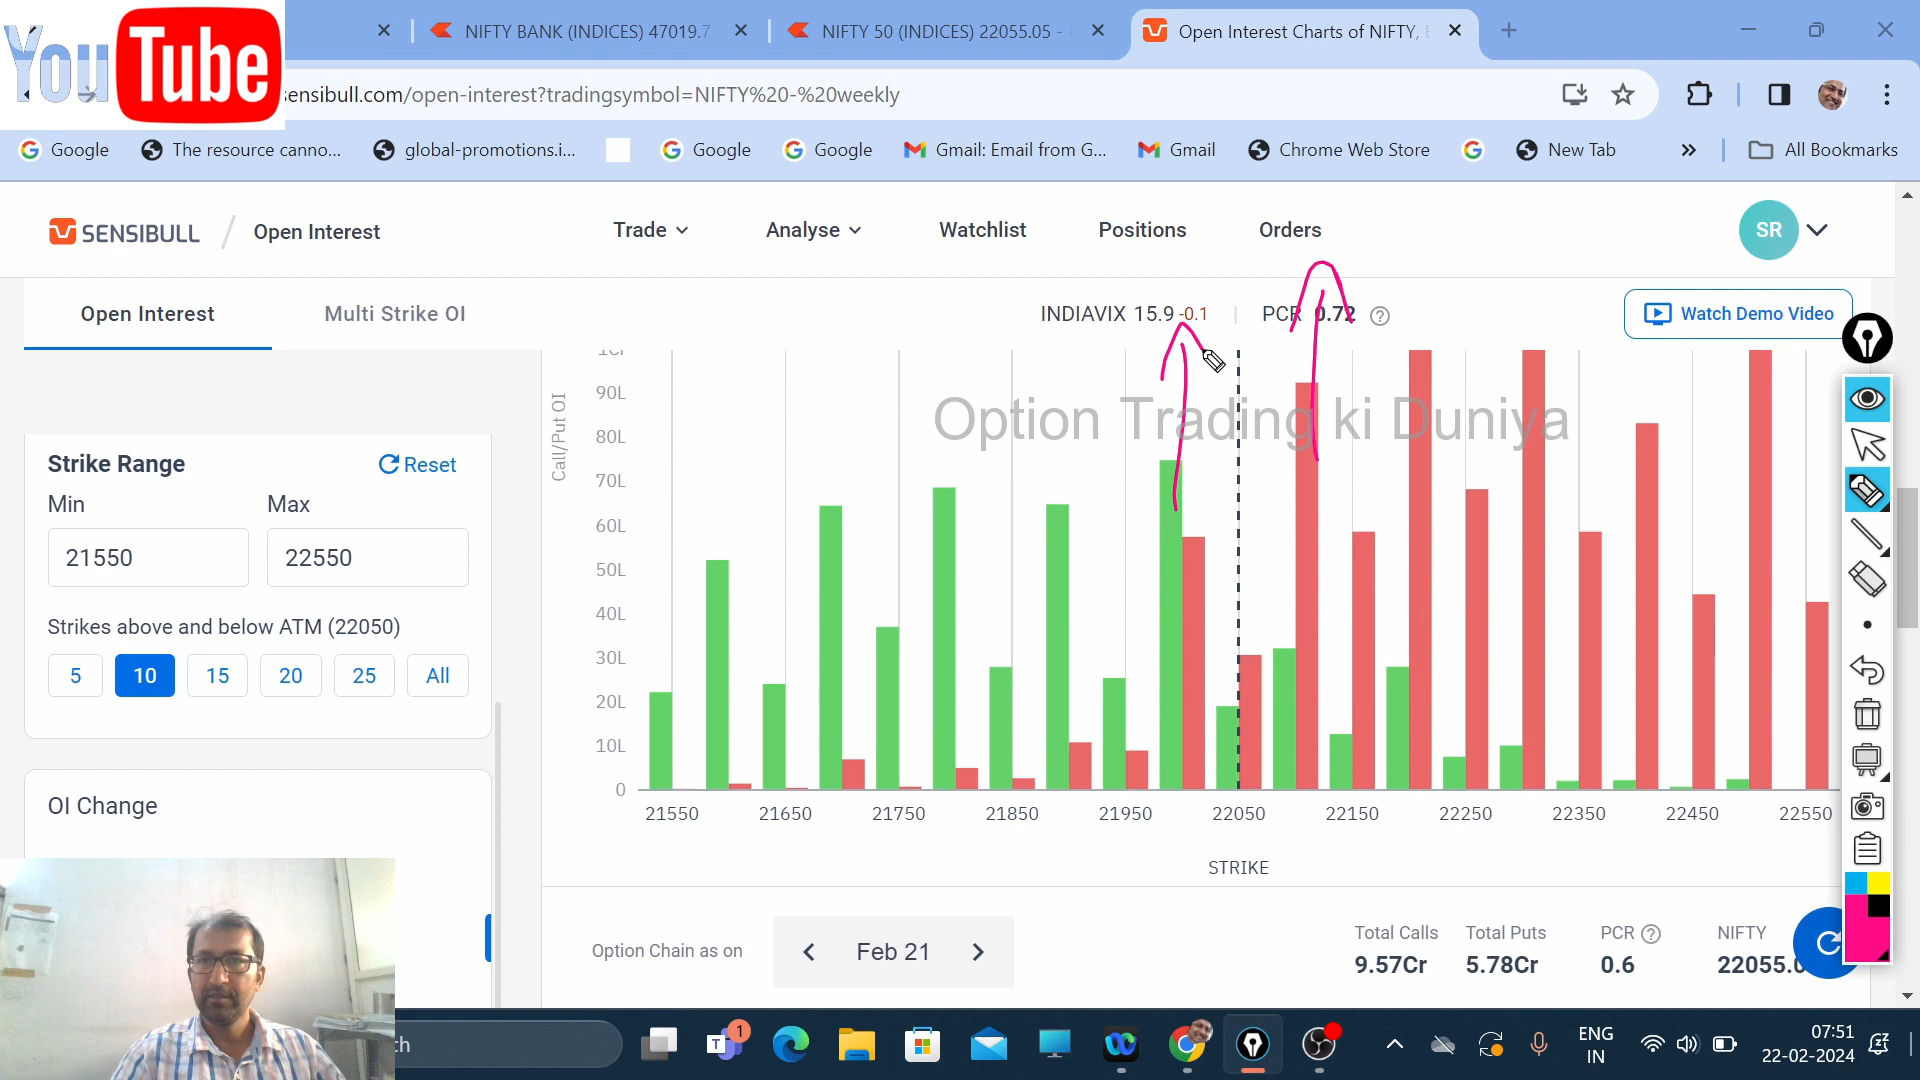 YouTube
NIFTY BANK (INDICES) 47019.7
NIFTY 50 (INDICES) 22055.05 -
Open Interest Charts of NIFTY,
sensibull.com/open-interest?tradingsymbol=NIFTY%20-%20weekly
Google
The resource canno...
global-promotions.i...
Google
Google
Gmail: Email from G...
Gmail
Chrome Web Store
New Tab
All Bookmarks
SENSIBULL / Open Interest
Trade
Analyse
Watchlist
Positions
Orders
SR
Open Interest
Multi Strike OI
INDIAVIX 15.9 -0.1
PCR 0.72
Watch Demo Video
Strike Range
Reset
Min
Max
21550
22550
Strikes above and below ATM (22050)
5 10 15 20 25 All
OI Change
Call/Put OI
90L
80L
70L
60L
50L
40L
30L
20L
10L
0
Option Trading ki Duniya
21550 21650 21750 21850 21950 22050 22150 22250 22350 22450 22550
STRIKE
Option Chain as on
Feb 21
Total Calls
9.57Cr
Total Puts
5.78Cr
PCR
0.6
NIFTY
22055.0
1
ENG
IN
07:51
22-02-2024